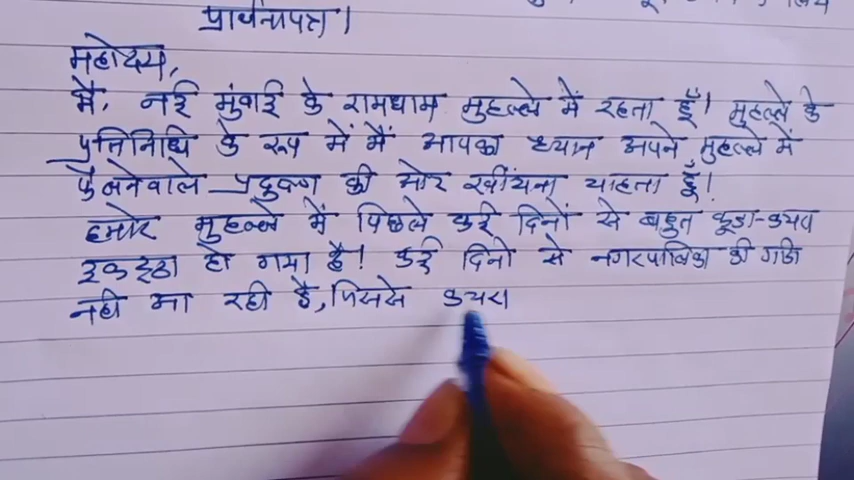 लिये
प्रार्थनापत्र।
महोदय,
मैं, नई मुंबई के रामधाम मुहल्ले में रहता हूँ। मुहल्ले के
प्रतिनिधि के रूप में मैं आपका ध्यान अपने मुहल्ले में
फैलनेवाले प्रदुषण की ओर खींचना चाहता हूँ।
हमारे मुहल्ले में पिछले कई दिनों से बहुत कूडा-कचरा
इकठ्ठा हो गया है। कई दिनो से नगरपालिका की गाडी
नही आ रही है, जिससे कचरा